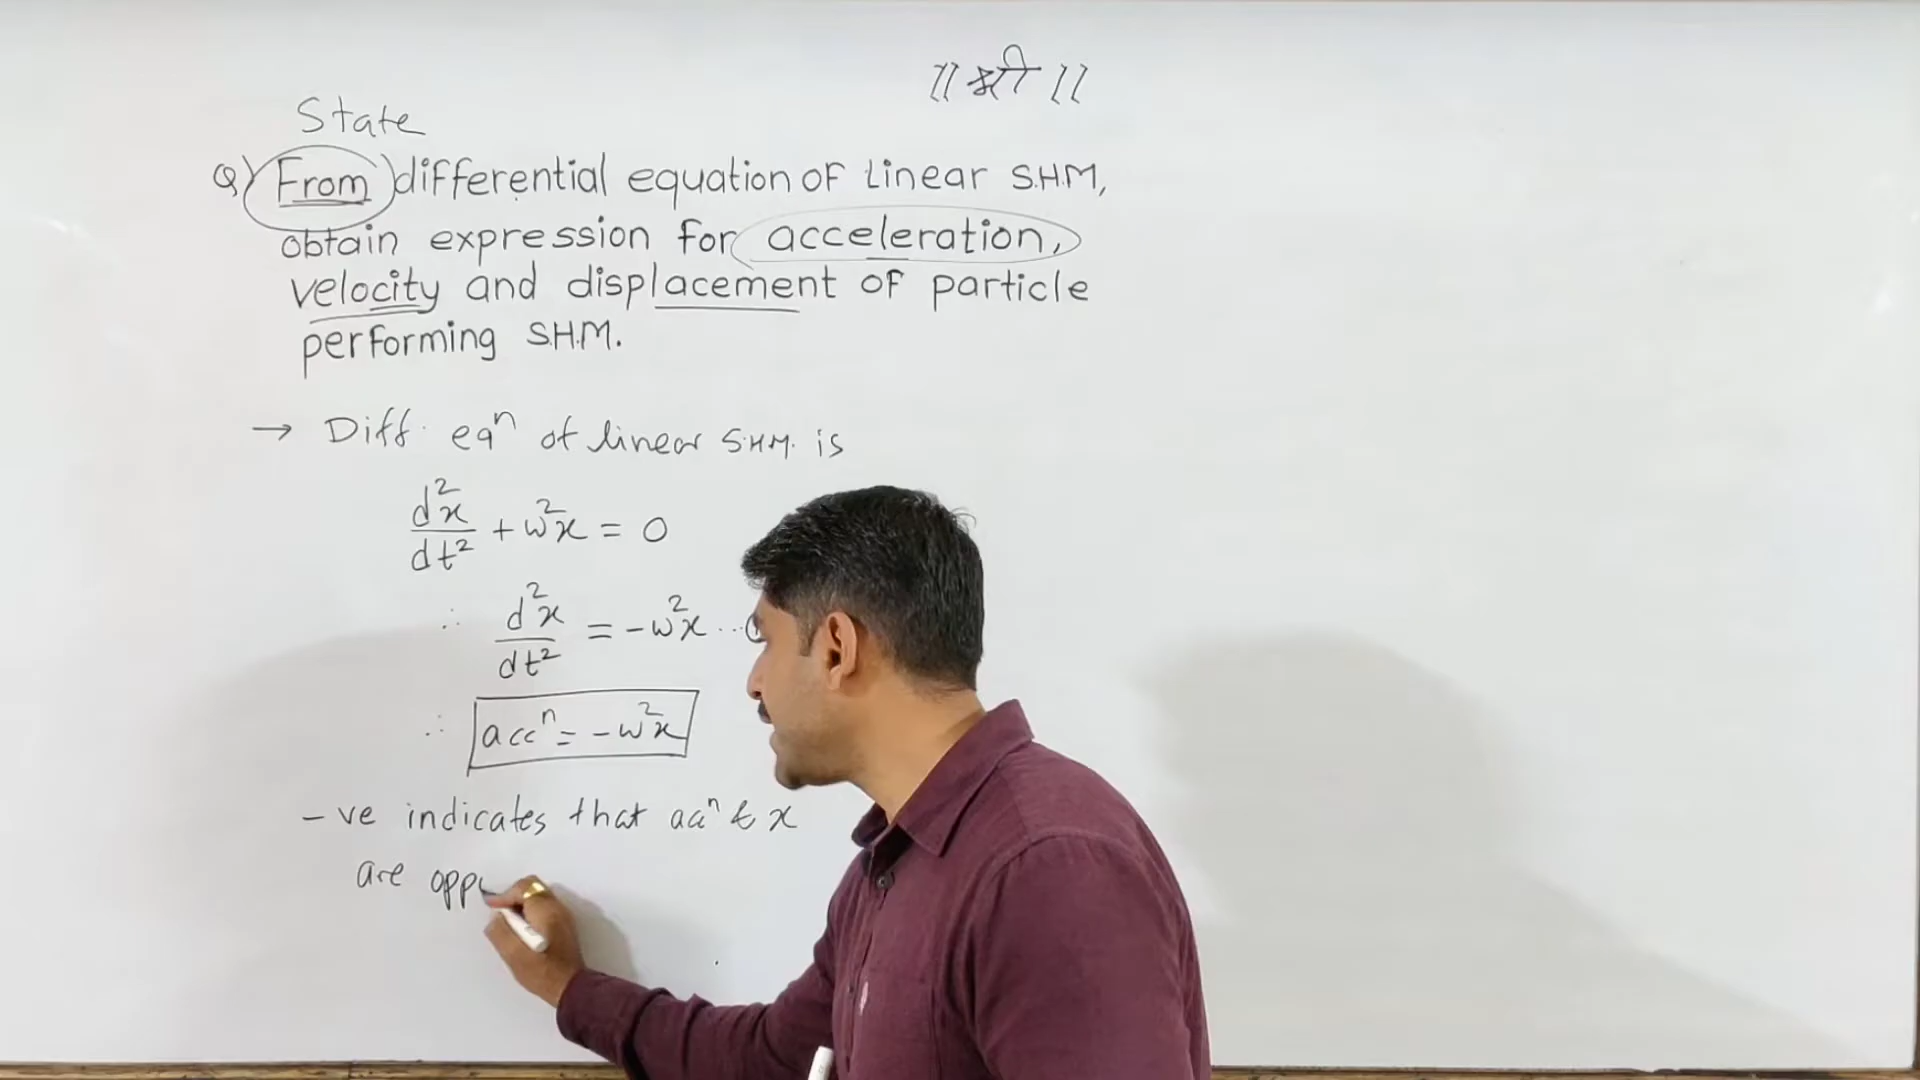 ॥ श्री ॥
State
Q) From differential equation of linear S.H.M,
obtain expression for acceleration,
velocity and displacement of particle
performing S.H.M.
→ Diff. eqⁿ of linear S.H.M. is
d²x/dt² + ω²x = 0
∴ d²x/dt² = -ω²x ...
∴ accⁿ = -ω²x
-ve indicates that accⁿ & x
are oppo